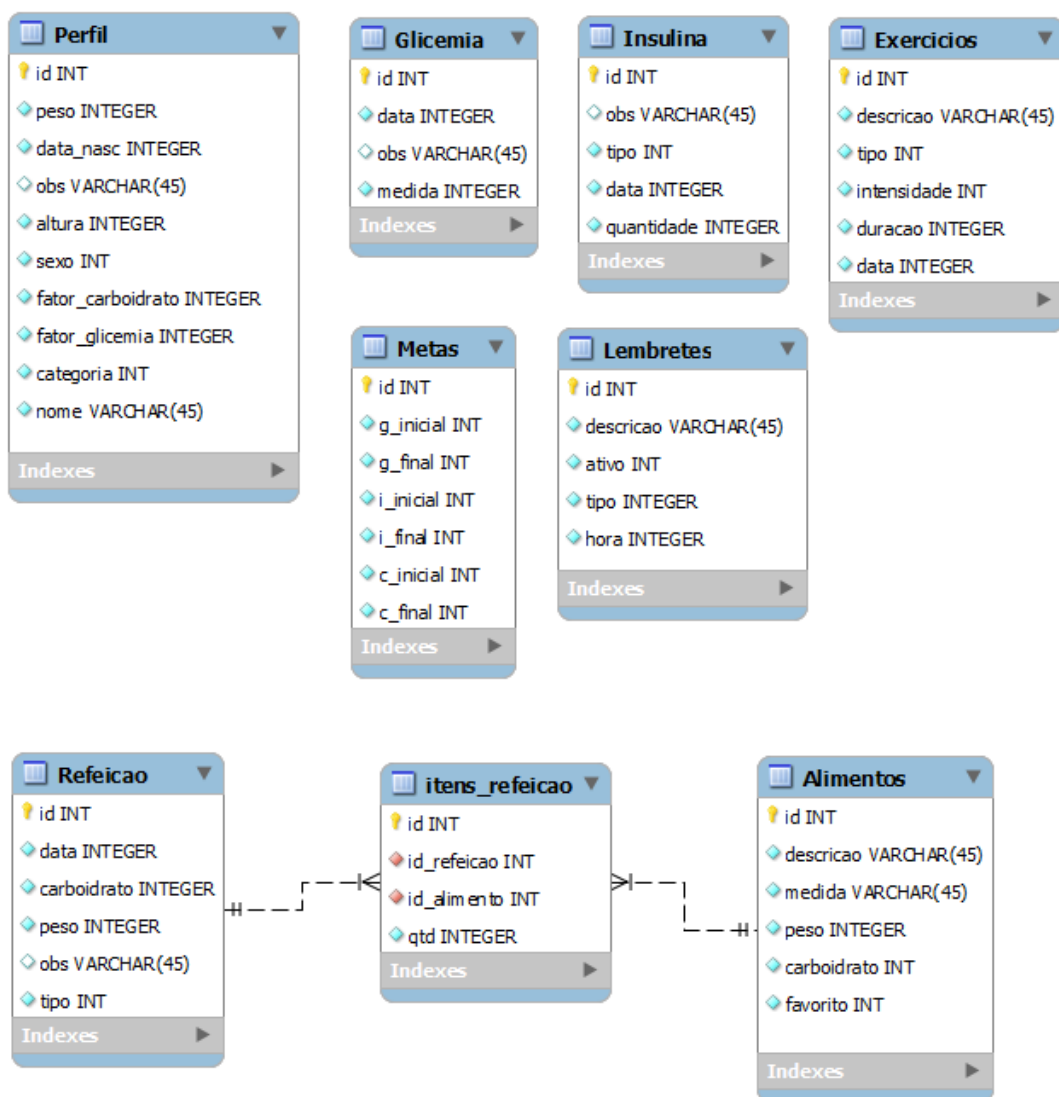 Perfil
id INT
peso INTEGER
data_nasc INTEGER
obs VARCHAR(45)
altura INTEGER
sexo INT
fator_carboidrato INTEGER
fator_glicemia INTEGER
categoria INT
nome VARCHAR(45)
Indexes
Glicemia
id INT
data INTEGER
obs VARCHAR(45)
medida INTEGER
Indexes
Insulina
id INT
obs VARCHAR(45)
tipo INT
data INTEGER
quantidade INTEGER
Indexes
Exercicios
id INT
descricao VARCHAR(45)
tipo INT
intensidade INT
duracao INTEGER
data INTEGER
Indexes
Metas
id INT
g_inicial INT
g_final INT
i_inicial INT
i_final INT
c_inicial INT
c_final INT
Indexes
Lembretes
id INT
descricao VARCHAR(45)
ativo INT
tipo INTEGER
hora INTEGER
Indexes
Refeicao
id INT
data INTEGER
carboidrato INTEGER
peso INTEGER
obs VARCHAR(45)
tipo INT
Indexes
itens_refeicao
id INT
id_refeicao INT
id_alimento INT
qtd INTEGER
Indexes
Alimentos
id INT
descricao VARCHAR(45)
medida VARCHAR(45)
peso INTEGER
carboidrato INT
favorito INT
Indexes